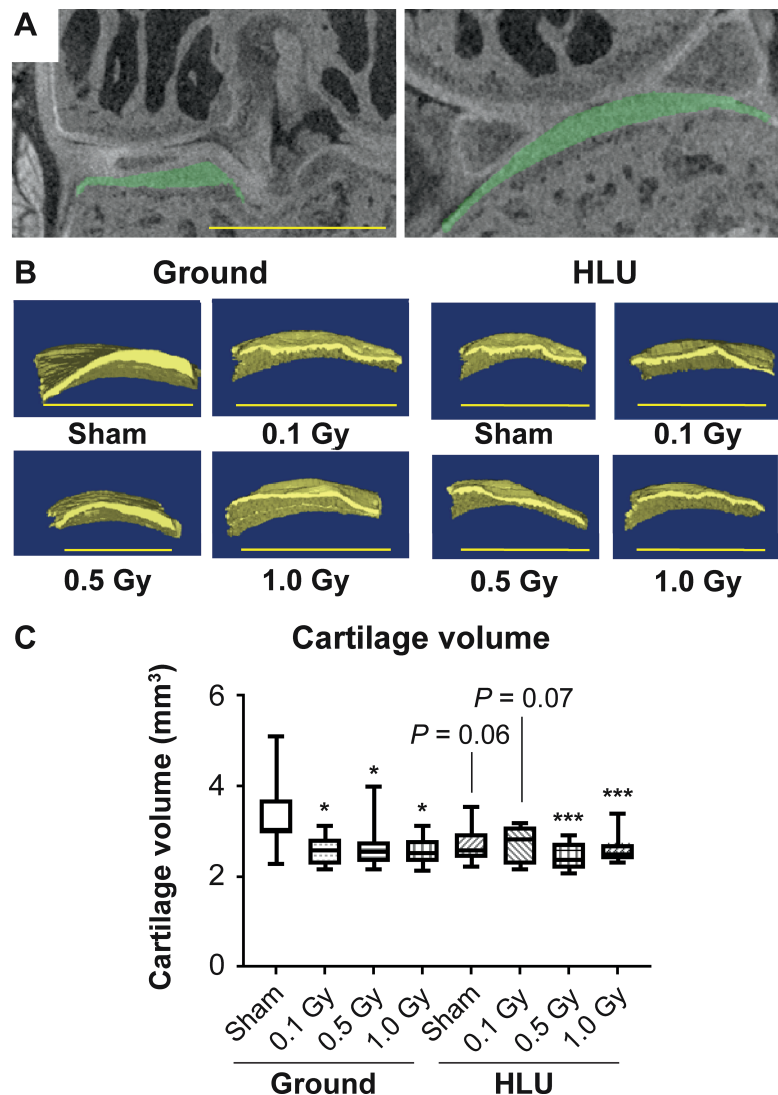 A
B
Ground
HLU
Sham
0.1 Gy
Sham
0.1 Gy
0.5 Gy
1.0 Gy
0.5 Gy
1.0 Gy
C
Cartilage volume
Cartilage volume (mm³)
6
4
2
0
P = 0.07
P = 0.06
*
*
*
***
***
Sham
0.1 Gy
0.5 Gy
1.0 Gy
Sham
0.1 Gy
0.5 Gy
1.0 Gy
Ground
HLU